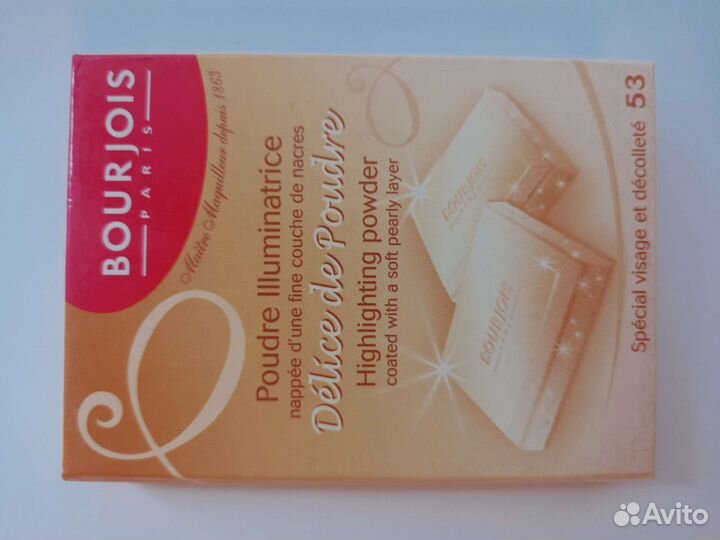 BOURJOIS
PARIS
Maître Maquilleur depuis 1863
Poudre Illuminatrice
nappée d'une fine couche de nacres
Délice de Poudre
Highlighting powder
coated with a soft pearly layer
BOURJOIS
BOURJOIS
Spécial visage et décolleté 53
Avito